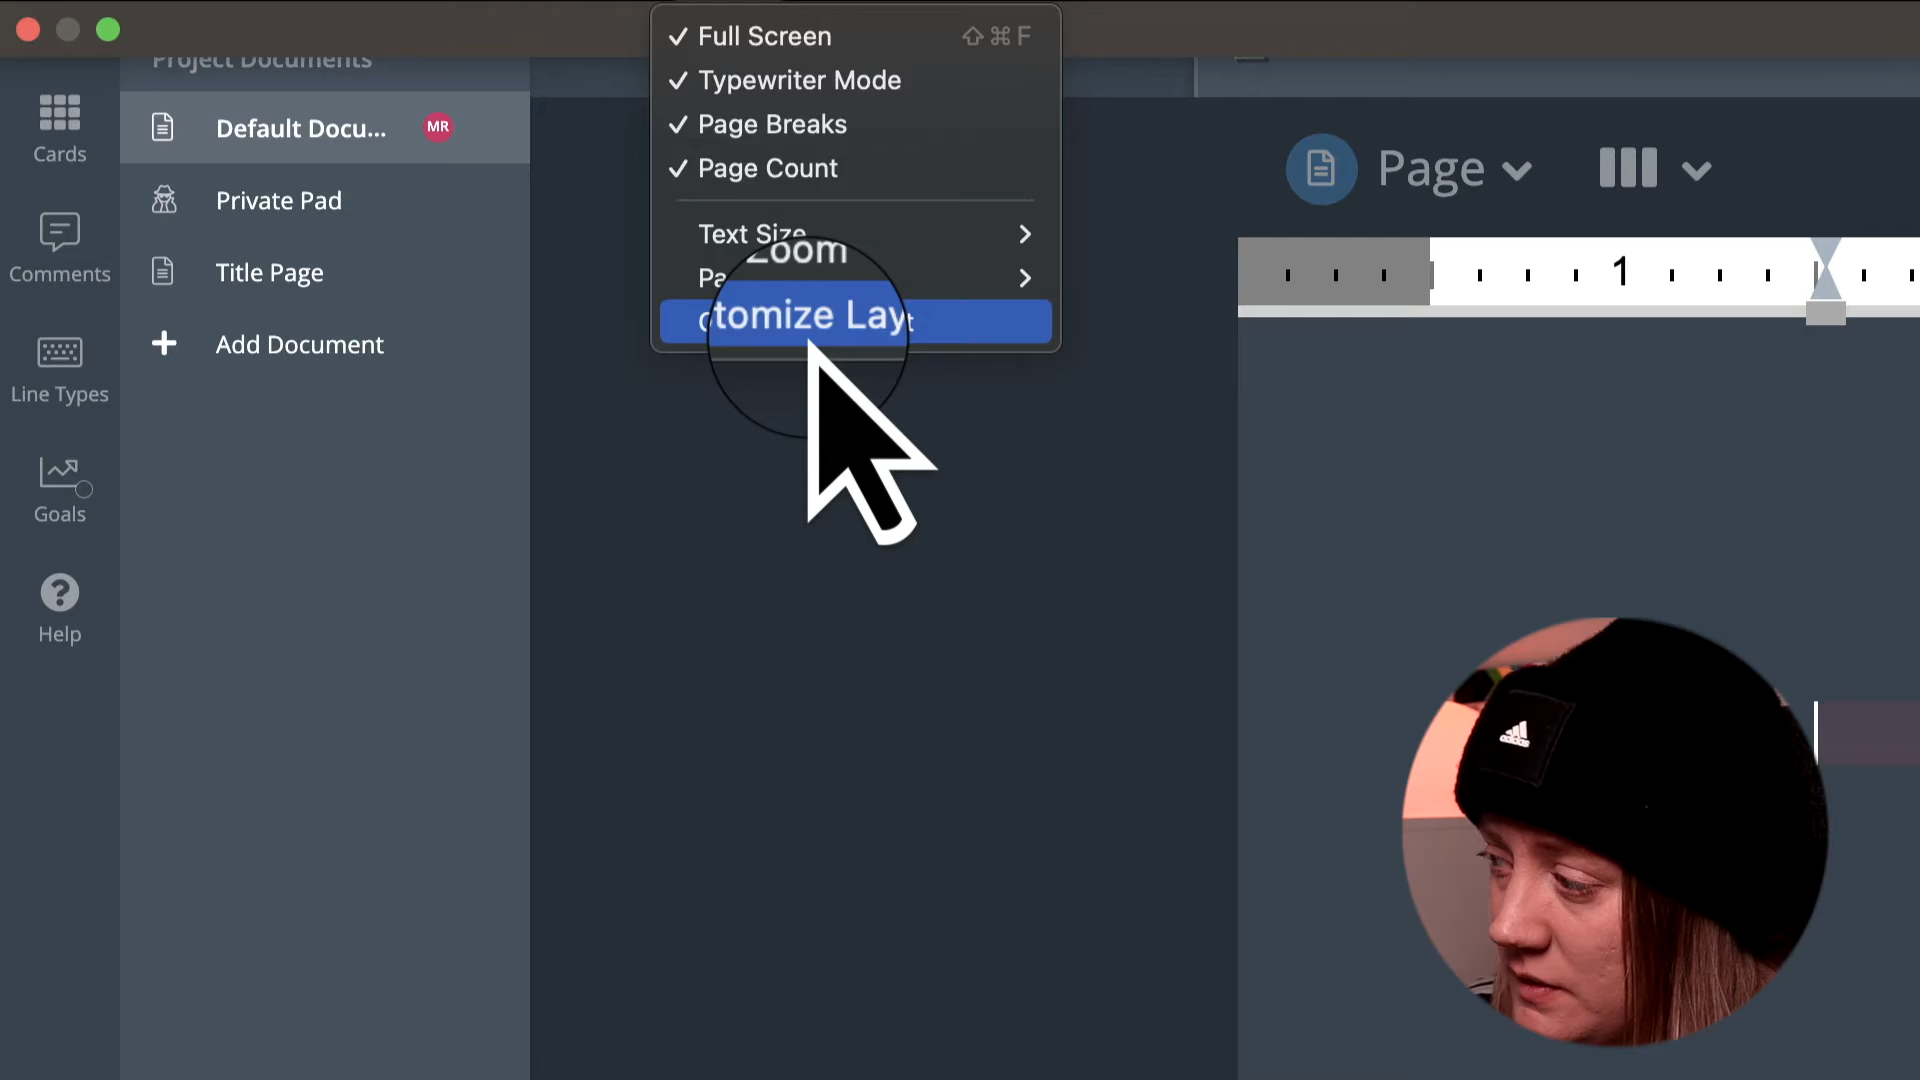 Project Documents
Cards
Default Docu...
MR
Private Pad
Comments
Title Page
Add Document
Line Types
Goals
Help
✓ Full Screen ⇧⌘F
✓ Typewriter Mode
✓ Page Breaks
✓ Page Count
Text Size
Zoom
tomize Lay
Page
1
adidas